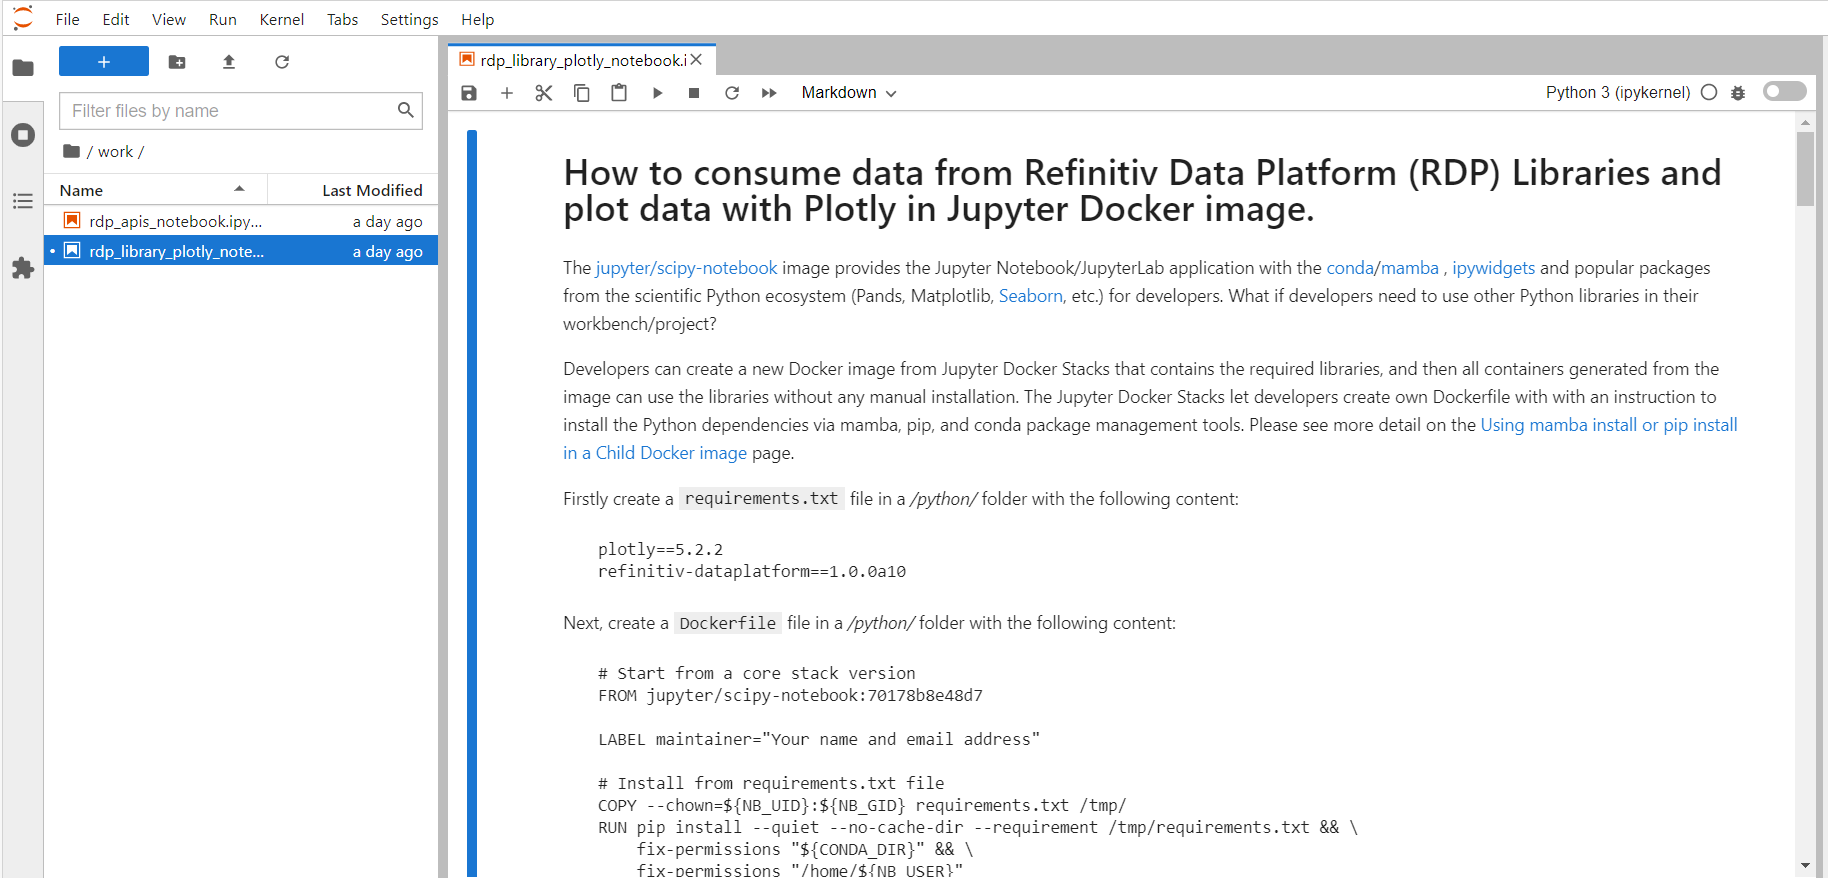 File Edit View Run Kernel Tabs Settings Help
+
Filter files by name
/ work /
Name Last Modified
rdp_apis_notebook.ipy... a day ago
rdp_library_plotly_note... a day ago
rdp_library_plotly_notebook.i
Markdown
Python 3 (ipykernel)
How to consume data from Refinitiv Data Platform (RDP) Libraries and
plot data with Plotly in Jupyter Docker image.
The jupyter/scipy-notebook image provides the Jupyter Notebook/JupyterLab application with the conda/mamba , ipywidgets and popular packages
from the scientific Python ecosystem (Pands, Matplotlib, Seaborn, etc.) for developers. What if developers need to use other Python libraries in their
workbench/project?
Developers can create a new Docker image from Jupyter Docker Stacks that contains the required libraries, and then all containers generated from the
image can use the libraries without any manual installation. The Jupyter Docker Stacks let developers create own Dockerfile with with an instruction to
install the Python dependencies via mamba, pip, and conda package management tools. Please see more detail on the Using mamba install or pip install
in a Child Docker image page.
Firstly create a requirements.txt file in a /python/ folder with the following content:
plotly==5.2.2
refinitiv-dataplatform==1.0.0a10
Next, create a Dockerfile file in a /python/ folder with the following content:
# Start from a core stack version
FROM jupyter/scipy-notebook:70178b8e48d7
LABEL maintainer="Your name and email address"
# Install from requirements.txt file
COPY --chown=${NB_UID}:${NB_GID} requirements.txt /tmp/
RUN pip install --quiet --no-cache-dir --requirement /tmp/requirements.txt && \
fix-permissions "${CONDA_DIR}" && \
fix-permissions "/home/${NB_USER}"